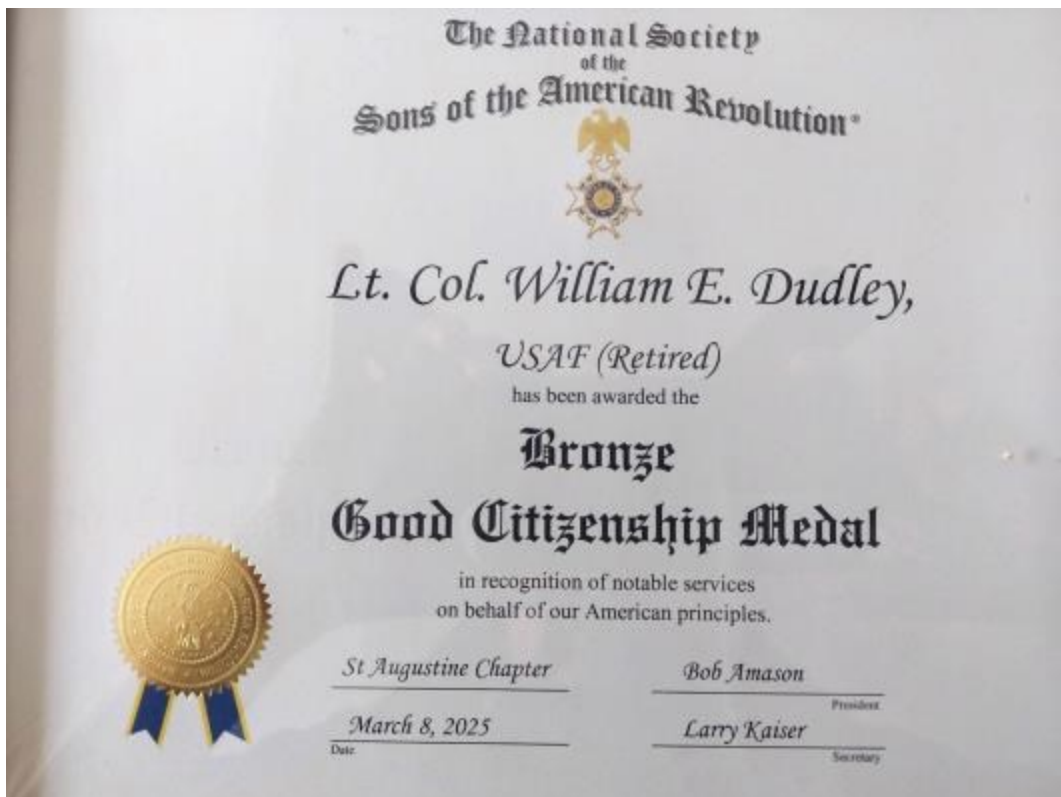 The National Society
of the
Sons of the American Revolution®
Lt. Col. William E. Dudley,
USAF (Retired)
has been awarded the
Bronze
Good Citizenship Medal
in recognition of notable services
on behalf of our American principles.
St Augustine Chapter
Bob Amason
President
March 8, 2025
Larry Kaiser
Date
Secretary